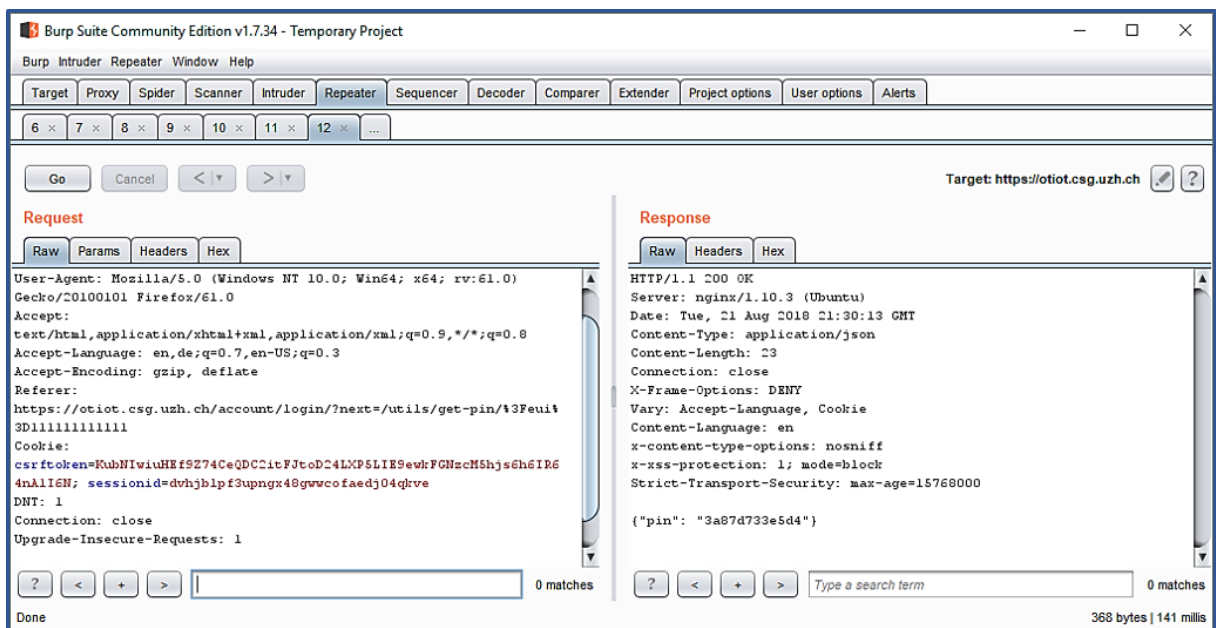 Burp Suite Community Edition v1.7.34 - Temporary Project
Burp Intruder Repeater Window Help
Target Proxy Spider Scanner Intruder Repeater Sequencer Decoder Comparer Extender Project options User options Alerts
6 × 7 × 8 × 9 × 10 × 11 × 12 × ...
Go Cancel < > Target: https://otiot.csg.uzh.ch ?
Request
Raw Params Headers Hex
User-Agent: Mozilla/5.0 (Windows NT 10.0; Win64; x64; rv:61.0)
Gecko/20100101 Firefox/61.0
Accept:
text/html,application/xhtml+xml,application/xml;q=0.9,*/*;q=0.8
Accept-Language: en,de;q=0.7,en-US;q=0.3
Accept-Encoding: gzip, deflate
Referer:
https://otiot.csg.uzh.ch/account/login/?next=/utils/get-pin/%3Feui%
3D111111111111
Cookie:
csrftoken=KubNIwiuHEf9Z74CeQDC2itFJtoD24LXP5LIE9ewkFGNzcM5hjs6h6IR6
4nAlI6N; sessionid=dvhjblpf3upngx48gwwcofaedj04qkve
DNT: 1
Connection: close
Upgrade-Insecure-Requests: 1
? < + > 0 matches
Response
Raw Headers Hex
HTTP/1.1 200 OK
Server: nginx/1.10.3 (Ubuntu)
Date: Tue, 21 Aug 2018 21:30:13 GMT
Content-Type: application/json
Content-Length: 23
Connection: close
X-Frame-Options: DENY
Vary: Accept-Language, Cookie
Content-Language: en
x-content-type-options: nosniff
x-xss-protection: 1; mode=block
Strict-Transport-Security: max-age=15768000
{"pin": "3a87d733e5d4"}
? < + > Type a search term 0 matches
Done 368 bytes | 141 millis